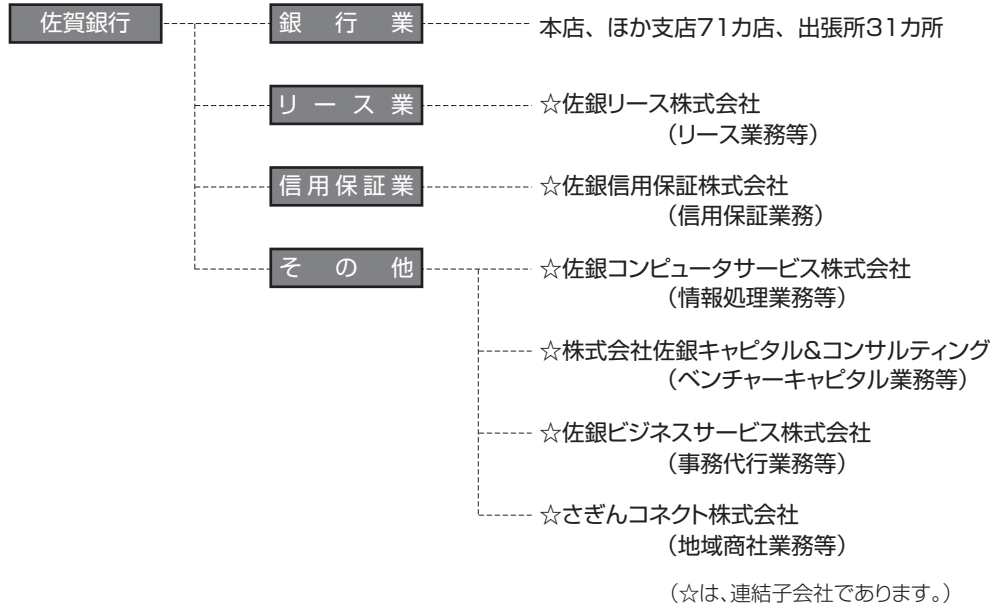 佐賀銀行
銀行業
本店、ほか支店71カ店、出張所31カ所
リース業
☆佐銀リース株式会社
（リース業務等）
信用保証業
☆佐銀信用保証株式会社
（信用保証業務）
その他
☆佐銀コンピュータサービス株式会社
（情報処理業務等）
☆株式会社佐銀キャピタル&コンサルティング
（ベンチャーキャピタル業務等）
☆佐銀ビジネスサービス株式会社
（事務代行業務等）
☆さぎんコネクト株式会社
（地域商社業務等）
（☆は、連結子会社であります。）